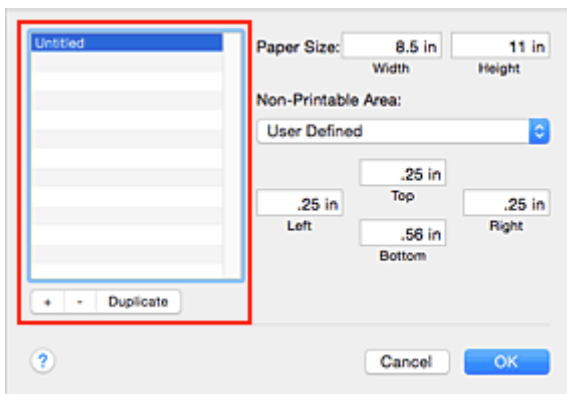 Untitled
Paper Size: 8.5 in 11 in
Width Height
Non-Printable Area:
User Defined
.25 in
Top
.25 in .25 in
Left Right
.56 in
Bottom
+ - Duplicate
? Cancel OK